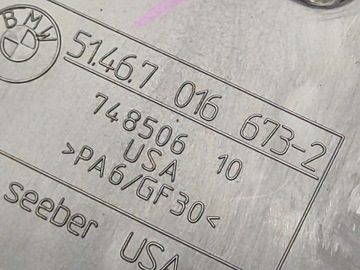 BMW
51.46.7 016 673-2
748506 10
USA
>PA6/GF30<
seeber USA